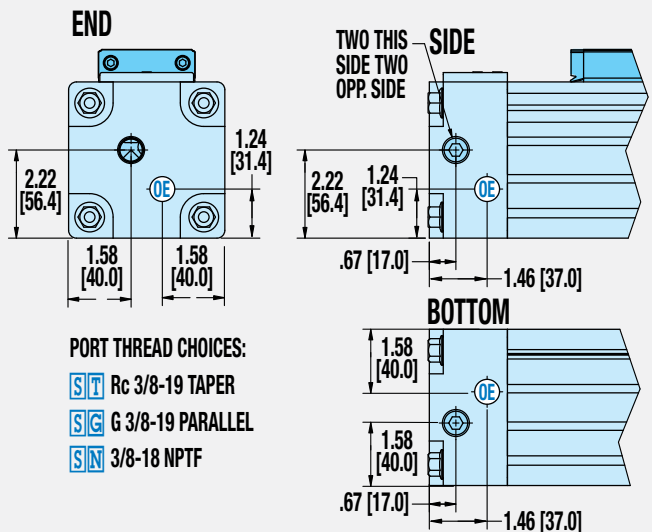 END
OE
2.22
[56.4]
1.24
[31.4]
1.58
[40.0]
1.58
[40.0]
TWO THIS
SIDE TWO
OPP. SIDE
SIDE
OE
2.22
[56.4]
1.24
[31.4]
.67 [17.0]
1.46 [37.0]
PORT THREAD CHOICES:
ST Rc 3/8-19 TAPER
SG G 3/8-19 PARALLEL
SN 3/8-18 NPTF
BOTTOM
1.58
[40.0]
OE
1.58
[40.0]
.67 [17.0]
1.46 [37.0]